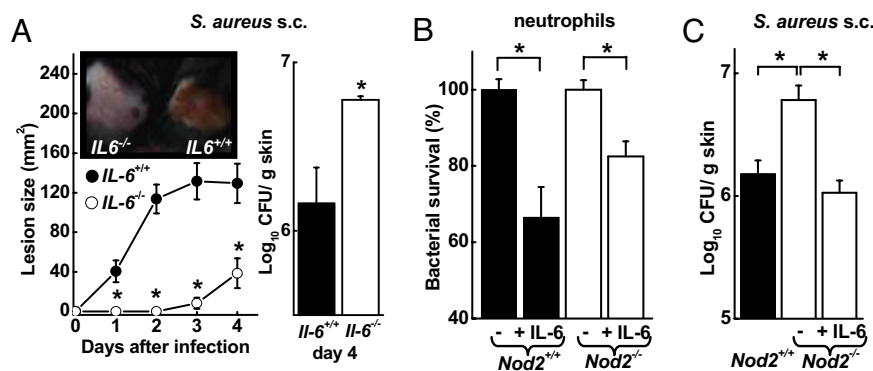 A
S. aureus s.c.
Lesion size (mm²)
240
200
160
120
80
40
0
IL6-/-
IL6+/+
IL-6+/+
IL-6-/-
* * * *
0 1 2 3 4
Days after infection
Log10 CFU/ g skin
7
6
*
Il-6+/+ Il-6-/-
day 4
B
neutrophils
Bacterial survival (%)
100
80
60
40
* *
- + IL-6 - + IL-6
Nod2+/+ Nod2-/-
C
S. aureus s.c.
Log10 CFU/ g skin
7
6
5
* *
- + IL-6
Nod2+/+ Nod2-/-